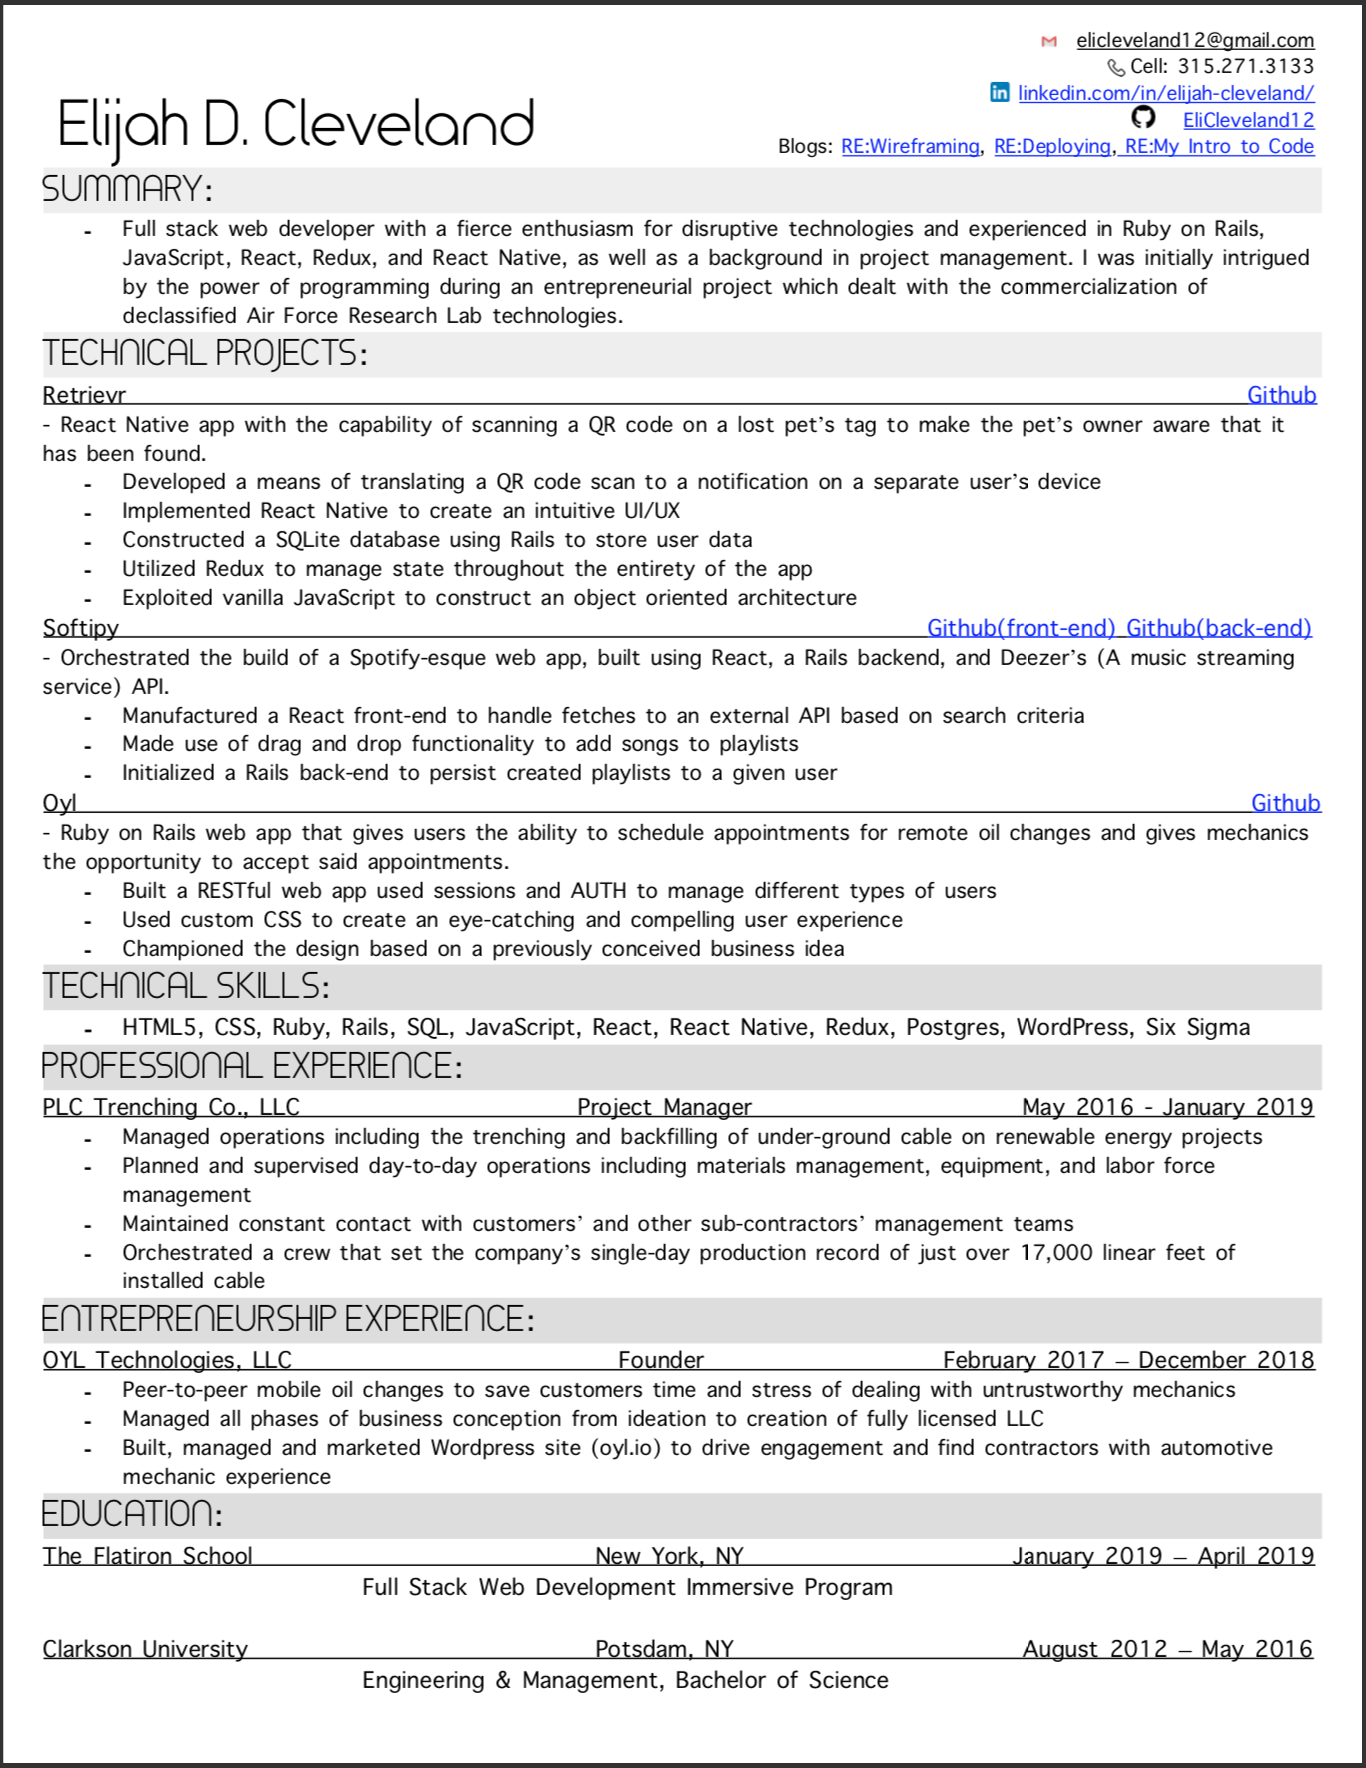 elicleveland12@gmail.com
Cell: 315.271.3133
linkedin.com/in/elijah-cleveland/
EliCleveland12
Elijah D. Cleveland
Blogs: RE:Wireframing, RE:Deploying, RE:My Intro to Code
SUMMARY:
- Full stack web developer with a fierce enthusiasm for disruptive technologies and experienced in Ruby on Rails,
JavaScript, React, Redux, and React Native, as well as a background in project management. I was initially intrigued
by the power of programming during an entrepreneurial project which dealt with the commercialization of
declassified Air Force Research Lab technologies.
TECHNICAL PROJECTS:
Retrievr Github
- React Native app with the capability of scanning a QR code on a lost pet's tag to make the pet's owner aware that it
has been found.
- Developed a means of translating a QR code scan to a notification on a separate user's device
- Implemented React Native to create an intuitive UI/UX
- Constructed a SQLite database using Rails to store user data
- Utilized Redux to manage state throughout the entirety of the app
- Exploited vanilla JavaScript to construct an object oriented architecture
Softipy Github(front-end) Github(back-end)
- Orchestrated the build of a Spotify-esque web app, built using React, a Rails backend, and Deezer's (A music streaming
service) API.
- Manufactured a React front-end to handle fetches to an external API based on search criteria
- Made use of drag and drop functionality to add songs to playlists
- Initialized a Rails back-end to persist created playlists to a given user
Oyl Github
- Ruby on Rails web app that gives users the ability to schedule appointments for remote oil changes and gives mechanics
the opportunity to accept said appointments.
- Built a RESTful web app used sessions and AUTH to manage different types of users
- Used custom CSS to create an eye-catching and compelling user experience
- Championed the design based on a previously conceived business idea
TECHNICAL SKILLS:
- HTML5, CSS, Ruby, Rails, SQL, JavaScript, React, React Native, Redux, Postgres, WordPress, Six Sigma
PROFESSIONAL EXPERIENCE:
PLC Trenching Co., LLC Project Manager May 2016 - January 2019
- Managed operations including the trenching and backfilling of under-ground cable on renewable energy projects
- Planned and supervised day-to-day operations including materials management, equipment, and labor force
management
- Maintained constant contact with customers' and other sub-contractors' management teams
- Orchestrated a crew that set the company's single-day production record of just over 17,000 linear feet of
installed cable
ENTREPRENEURSHIP EXPERIENCE:
OYL Technologies, LLC Founder February 2017 – December 2018
- Peer-to-peer mobile oil changes to save customers time and stress of dealing with untrustworthy mechanics
- Managed all phases of business conception from ideation to creation of fully licensed LLC
- Built, managed and marketed Wordpress site (oyl.io) to drive engagement and find contractors with automotive
mechanic experience
EDUCATION:
The Flatiron School New York, NY January 2019 – April 2019
Full Stack Web Development Immersive Program
Clarkson University Potsdam, NY August 2012 – May 2016
Engineering & Management, Bachelor of Science